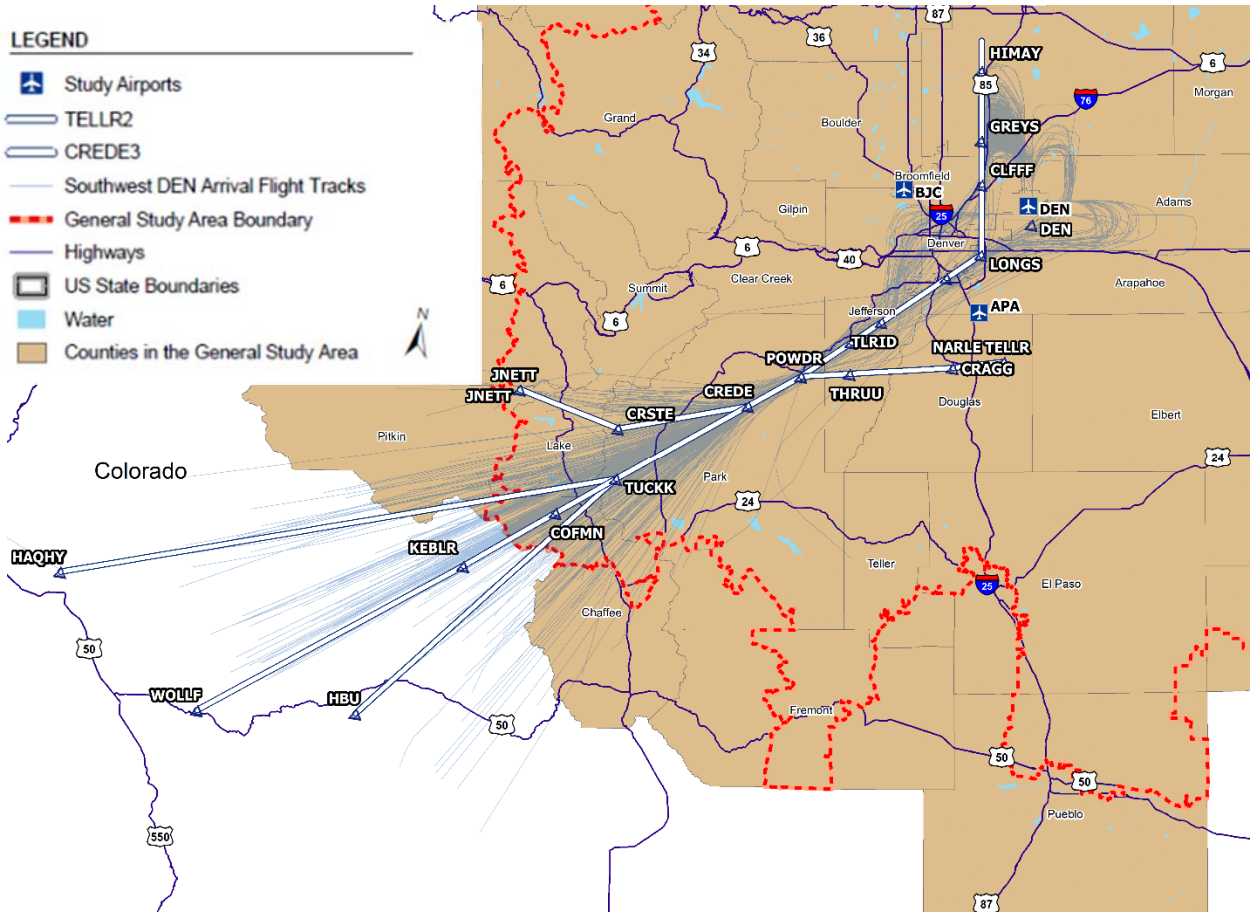 LEGEND
Study Airports
TELLR2
CREDE3
Southwest DEN Arrival Flight Tracks
General Study Area Boundary
Highways
US State Boundaries
Water
Counties in the General Study Area
N
87
36
34
6
HIMAY
85
76
Morgan
Grand
Boulder
GREYS
Broomfield
BJC
CLFFF
Gilpin
25
DEN
DEN
Adams
Denver
6
40
LONGS
Clear Creek
6
Summit
Arapahoe
6
Jefferson
APA
TLRID
NARLE TELLR
POWDR
CRAGG
JNETT
JNETT
CREDE
THRUU
Douglas
CRSTE
Elbert
Pitkin
Lake
24
Colorado
Park
TUCKK
24
COFMN
KEBLR
HAQHY
Teller
25
El Paso
Chaffee
50
WOLLF
HBU
50
Fremont
50
50
Pueblo
550
87